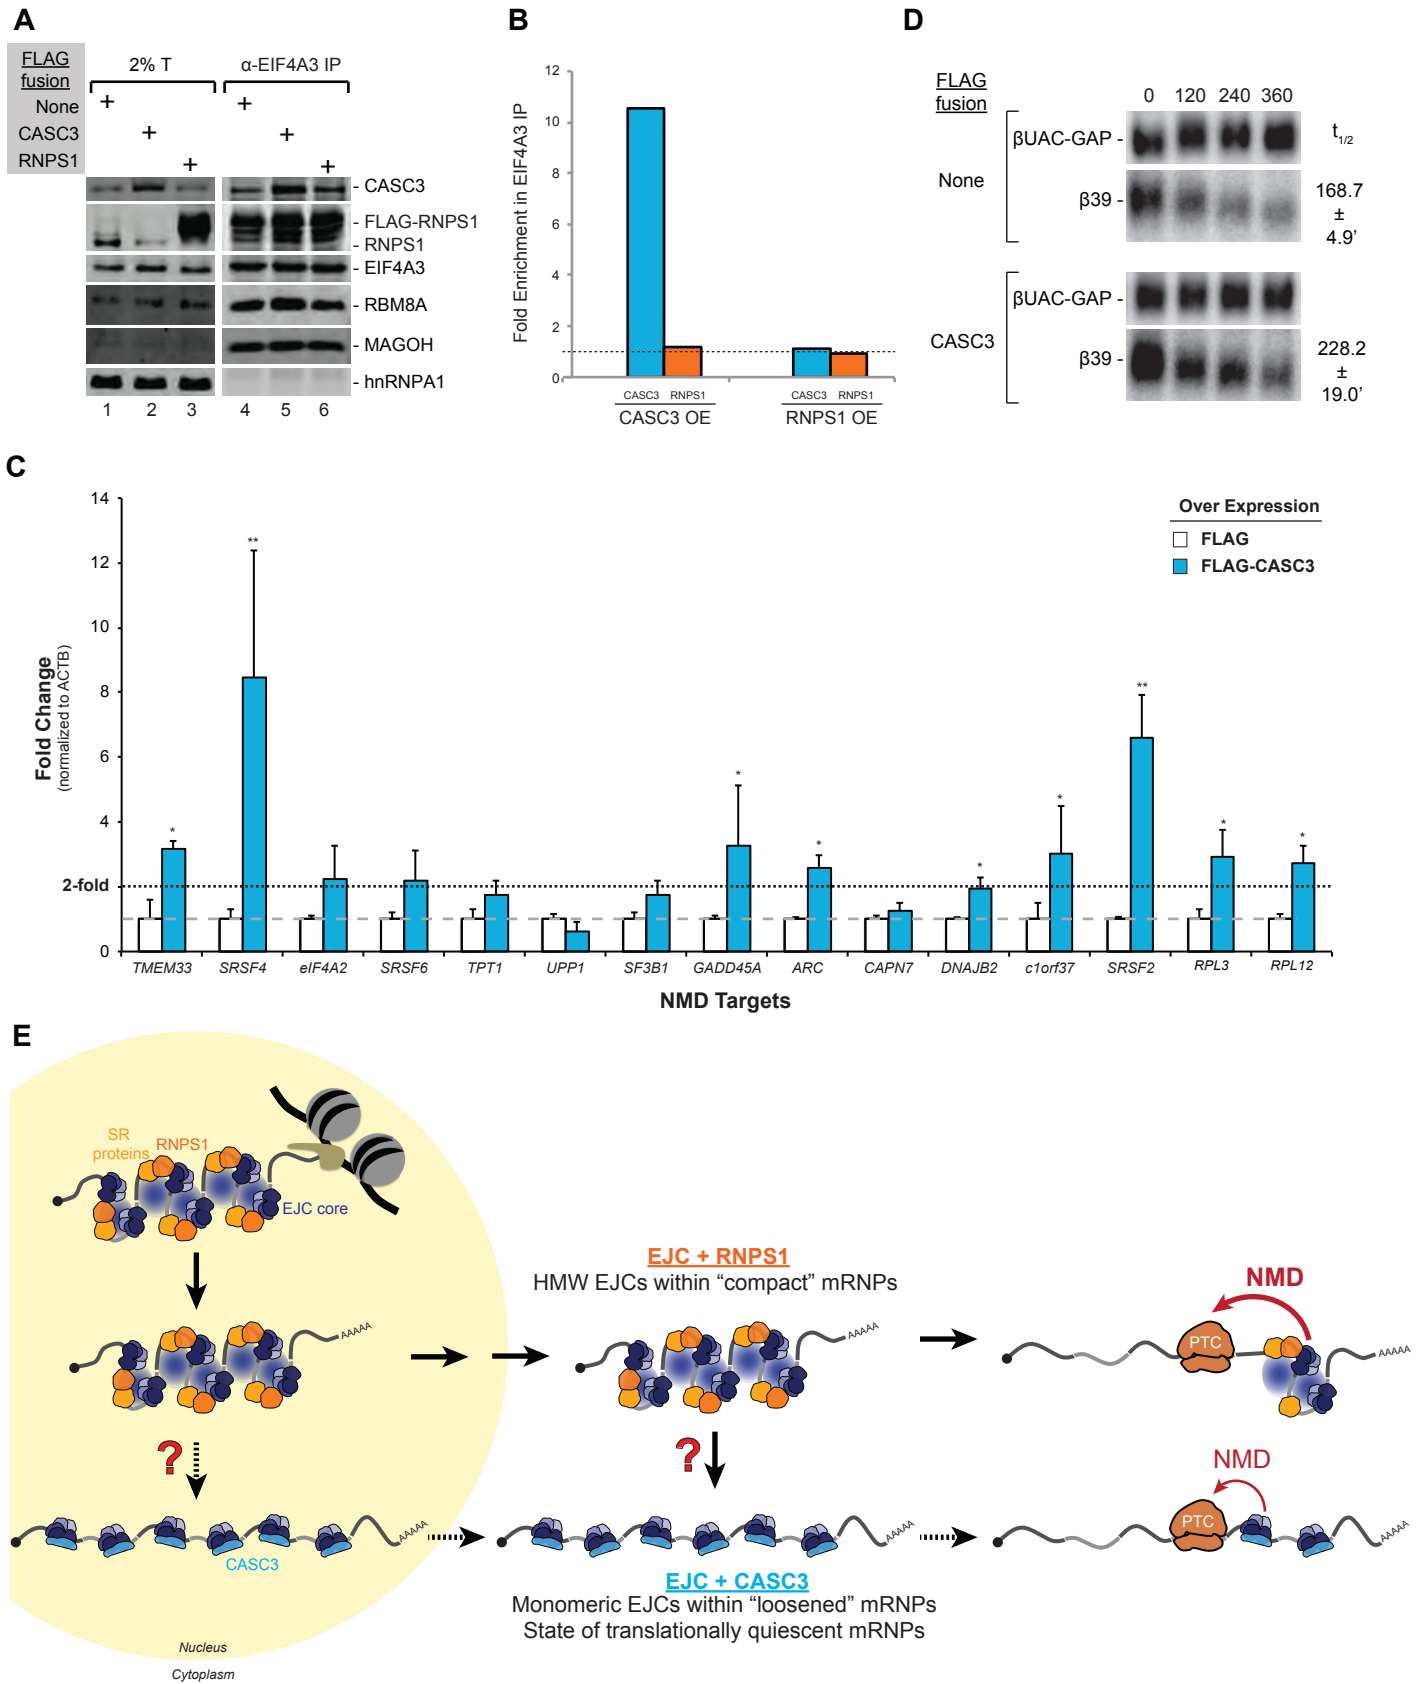 A
FLAG
fusion
2% T
α-EIF4A3 IP
None
+
+
CASC3
+
+
RNPS1
+
+
- CASC3
- FLAG-RNPS1
- RNPS1
- EIF4A3
- RBM8A
- MAGOH
- hnRNPA1
1 2 3 4 5 6
B
Fold Enrichment in EIF4A3 IP
12
10
8
6
4
2
0
CASC3 RNPS1 CASC3 RNPS1
CASC3 OE RNPS1 OE
D
FLAG
fusion
0 120 240 360
βUAC-GAP -
t1/2
None
β39 -
168.7
±
4.9’
βUAC-GAP -
CASC3
β39 -
228.2
±
19.0’
C
Fold Change
(normalized to ACTB)
14
12
10
8
6
4
2-fold
0
Over Expression
FLAG
FLAG-CASC3
* ** * * * * ** * *
TMEM33 SRSF4 eIF4A2 SRSF6 TPT1 UPP1 SF3B1 GADD45A ARC CAPN7 DNAJB2 c1orf37 SRSF2 RPL3 RPL12
NMD Targets
E
SR
proteins
RNPS1
EJC core
EJC + RNPS1
HMW EJCs within “compact” mRNPs
NMD
AAAAA
AAAAA
PTC
AAAAA
?
?
NMD
AAAAA
AAAAA
PTC
AAAAA
CASC3
EJC + CASC3
Monomeric EJCs within “loosened” mRNPs
State of translationally quiescent mRNPs
Nucleus
Cytoplasm